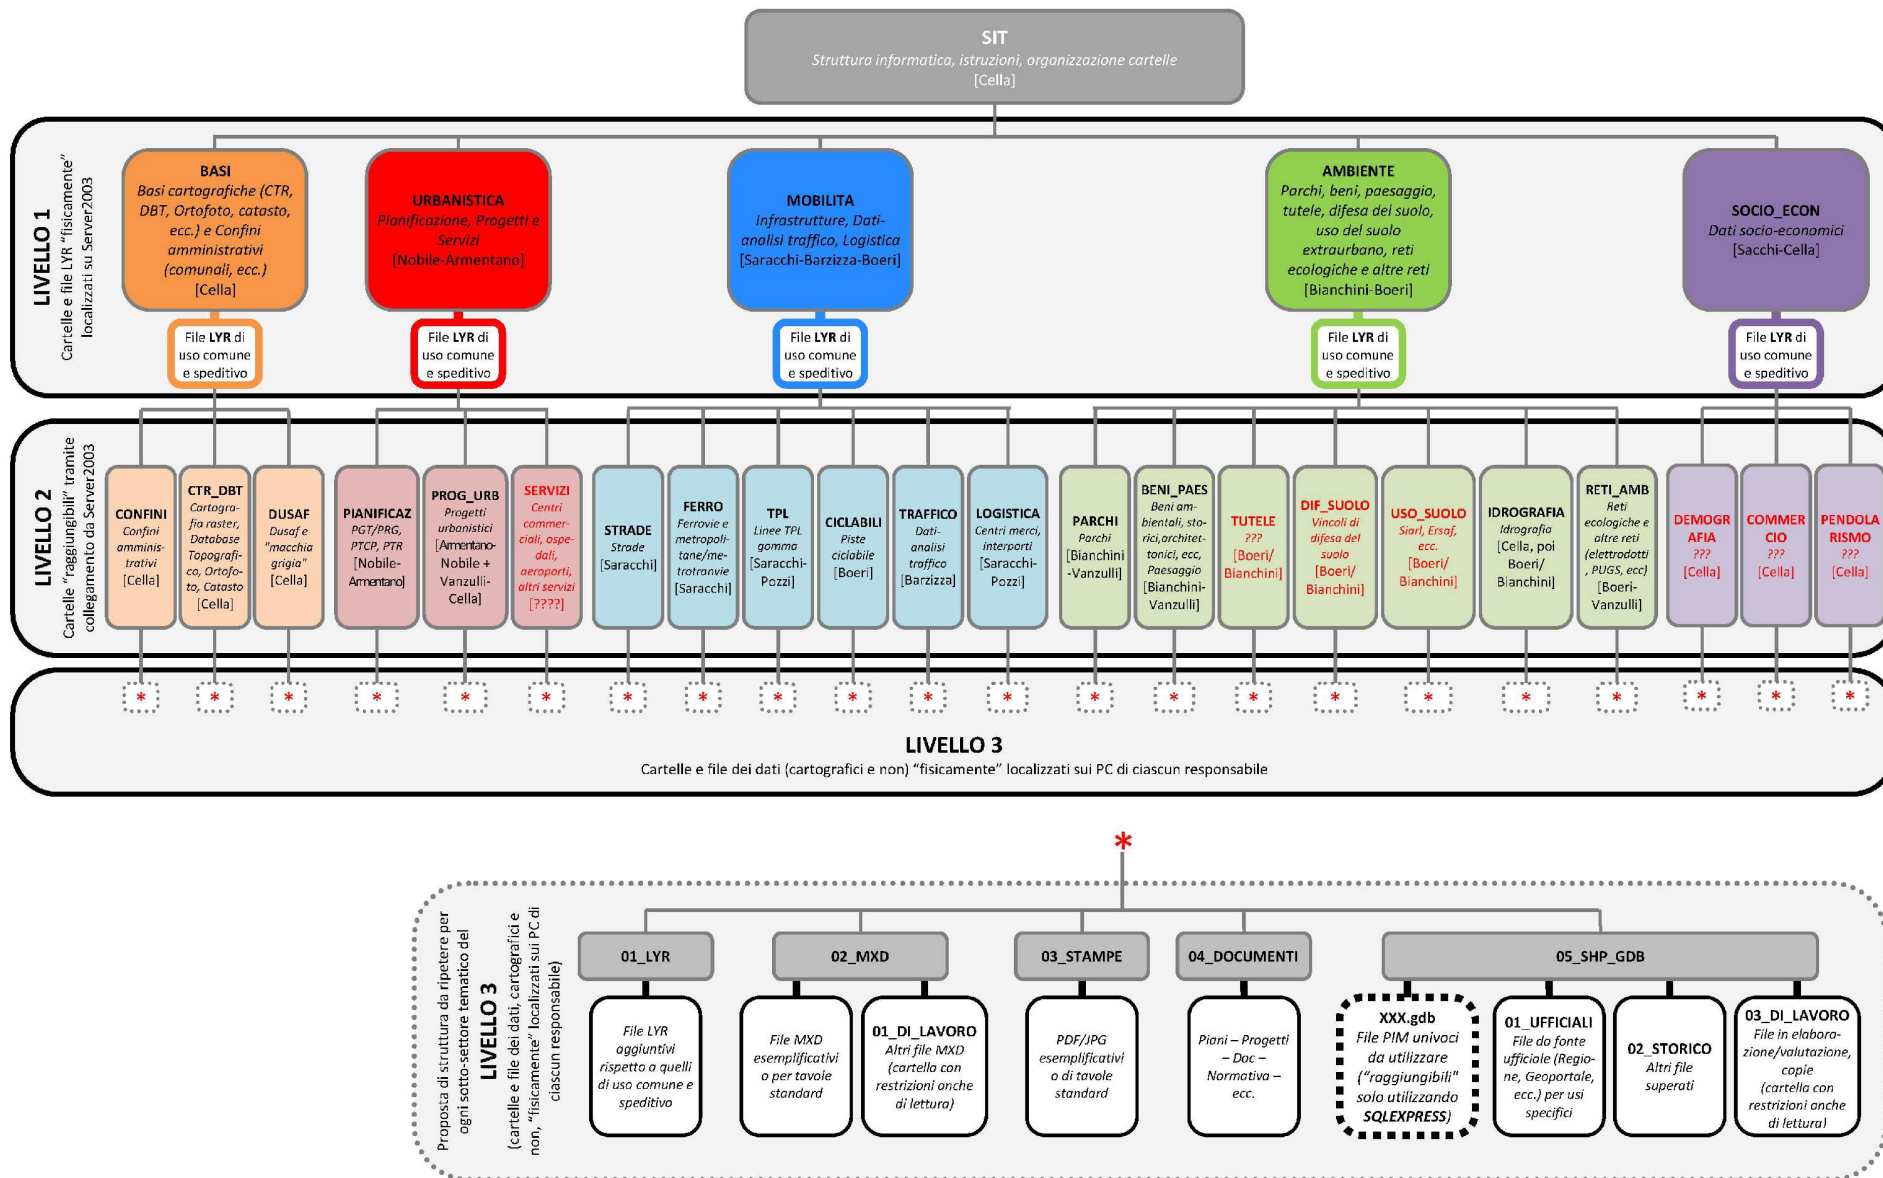 SIT
Struttura informatica, istruzioni, organizzazione cartelle
[Cella]
LIVELLO 1
Cartelle e file LYR “fisicamente”
localizzati su Server2003
BASI
Basi cartografiche (CTR,
DBT, Ortofoto, catasto,
ecc.) e Confini
amministrativi
(comunali, ecc.)
[Cella]
URBANISTICA
Pianificazione, Progetti e
Servizi
[Nobile-Armentano]
MOBILITA
Infrastrutture, Dati-
analisi traffico, Logistica
[Saracchi-Barzizza-Boeri]
AMBIENTE
Parchi, beni, paesaggio,
tutele, difesa del suolo,
uso del suolo
extraurbano, reti
ecologiche e altre reti
[Bianchini-Boeri]
SOCIO_ECON
Dati socio-economici
[Sacchi-Cella]
File LYR di
uso comune
e speditivo
File LYR di
uso comune
e speditivo
File LYR di
uso comune
e speditivo
File LYR di
uso comune
e speditivo
File LYR di
uso comune
e speditivo
LIVELLO 2
Cartelle “raggiungibili” tramite
collegamento da Server2003
CONFINI
Confini
amminis-
trativi
[Cella]
CTR_DBT
Cartogra-
fia raster,
Database
Topografi-
co, Ortofo-
to, Catasto
[Cella]
DUSAF
Dusaf e
"macchia
grigia"
[Cella]
PIANIFICAZ
PGT/PRG,
PTCP, PTR
[Nobile-
Armentano]
PROG_URB
Progetti
urbanistici
[Armentano-
Nobile +
Vanzulli-
Cella]
SERVIZI
Centri
commer-
ciali, ospe-
dali,
aeroporti,
altri servizi
[????]
STRADE
Strade
[Saracchi]
FERRO
Ferrovie e
metropoli-
tane/me-
trotranvie
[Saracchi]
TPL
Linee TPL
gomma
[Saracchi-
Pozzi]
CICLABILI
Piste
ciclabile
[Boeri]
TRAFFICO
Dati-
analisi
traffico
[Barzizza]
LOGISTICA
Centri merci,
interporti
[Saracchi-
Pozzi]
PARCHI
Parchi
[Bianchini
-Vanzulli]
BENI_PAES
Beni am-
bientali, sto-
rici,architet-
tonici, ecc,
Paesaggio
[Bianchini-
Vanzulli]
TUTELE
???
[Boeri/
Bianchini]
DIF_SUOLO
Vincoli di
difesa del
suolo
[Boeri/
Bianchini]
USO_SUOLO
Siarl, Ersaf,
ecc.
[Boeri/
Bianchini]
IDROGRAFIA
Idrografia
[Cella, poi
Boeri/
Bianchini]
RETI_AMB
Reti
ecologiche e
altre reti
(elettrodotti
, PUGS, ecc)
[Boeri-
Vanzulli]
DEMOGR
AFIA
???
[Cella]
COMMER
CIO
???
[Cella]
PENDOLA
RISMO
???
[Cella]
* * * * * * * * * * * * * * * * * * * * * *
LIVELLO 3
Cartelle e file dei dati (cartografici e non) “fisicamente” localizzati sui PC di ciascun responsabile
*
Proposta di struttura da ripetere per
ogni sotto-settore tematico del
LIVELLO 3
(cartelle e file dei dati, cartografici e
non, “fisicamente” localizzati sui PC di
ciascun responsabile)
01_LYR
02_MXD
03_STAMPE
04_DOCUMENTI
05_SHP_GDB
File LYR
aggiuntivi
rispetto a quelli
di uso comune e
speditivo
File MXD
esemplificativi
o per tavole
standard
01_DI_LAVORO
Altri file MXD
(cartella con
restrizioni anche
di lettura)
PDF/JPG
esemplificativi
o di tavole
standard
Piani – Progetti
– Doc –
Normativa –
ecc.
XXX.gdb
File PIM univoci
da utilizzare
("raggiungibili"
solo utilizzando
SQLEXPRESS)
01_UFFICIALI
File da fonte
ufficiale (Regio-
ne, Geoportale,
ecc.) per usi
specifici
02_STORICO
Altri file
superati
03_DI_LAVORO
File in elabora-
zione/valutazione,
copie
(cartella con
restrizioni anche
di lettura)